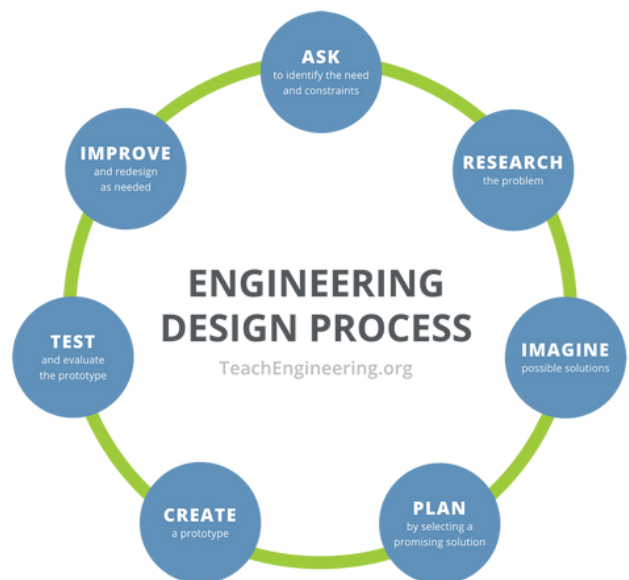 ASK
to identify the need
and constraints
RESEARCH
the problem
IMAGINE
possible solutions
PLAN
by selecting a
promising solution
CREATE
a prototype
TEST
and evaluate
the prototype
IMPROVE
and redesign
as needed
ENGINEERING
DESIGN PROCESS
TeachEngineering.org